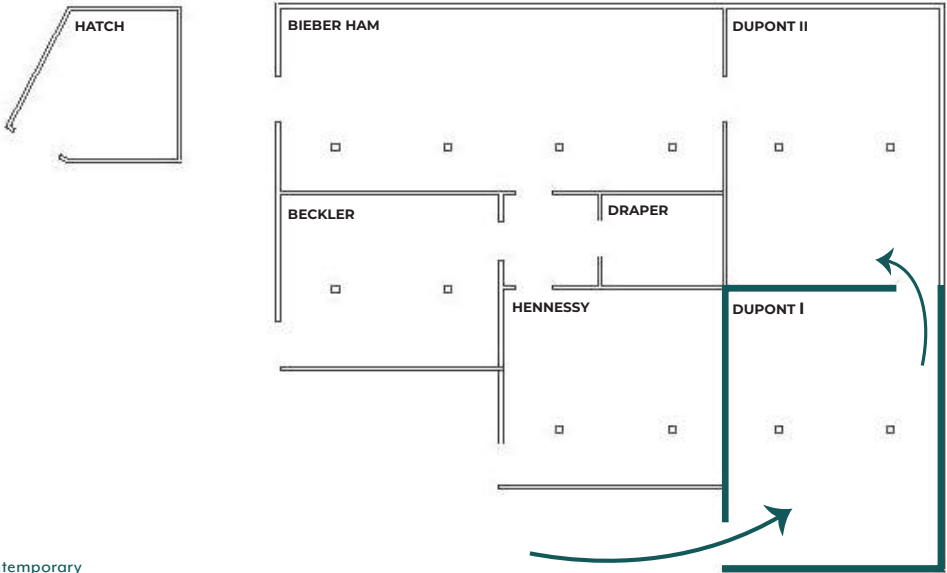 HATCH
BIEBER HAM
DUPONT II
BECKLER
DRAPER
HENNESSY
DUPONT I
temporary